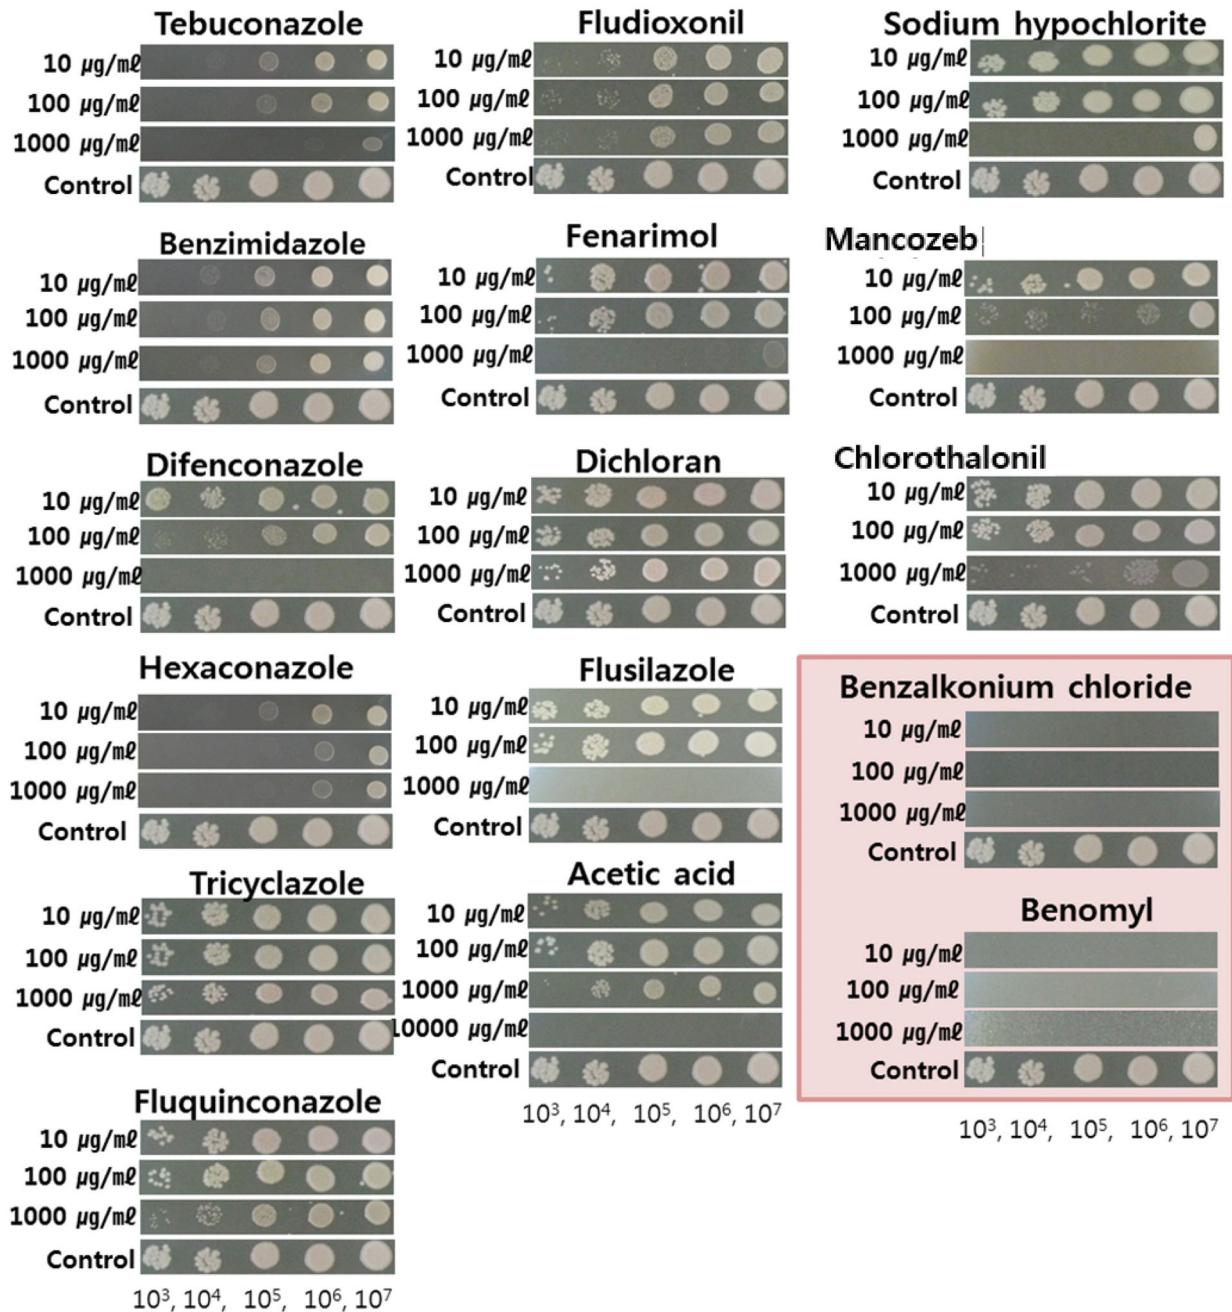 Tebuconazole
10 μg/mℓ
100 μg/mℓ
1000 μg/mℓ
Control
Benzimidazole
10 μg/mℓ
100 μg/mℓ
1000 μg/mℓ
Control
Difenconazole
10 μg/mℓ
100 μg/mℓ
1000 μg/mℓ
Control
Hexaconazole
10 μg/mℓ
100 μg/mℓ
1000 μg/mℓ
Control
Tricyclazole
10 μg/mℓ
100 μg/mℓ
1000 μg/mℓ
Control
Fluquinconazole
10 μg/mℓ
100 μg/mℓ
1000 μg/mℓ
Control
10³, 10⁴, 10⁵, 10⁶, 10⁷
Fludioxonil
10 μg/mℓ
100 μg/mℓ
1000 μg/mℓ
Control
Fenarimol
10 μg/mℓ
100 μg/mℓ
1000 μg/mℓ
Control
Dichloran
10 μg/mℓ
100 μg/mℓ
1000 μg/mℓ
Control
Flusilazole
10 μg/mℓ
100 μg/mℓ
1000 μg/mℓ
Control
Acetic acid
10 μg/mℓ
100 μg/mℓ
1000 μg/mℓ
10000 μg/mℓ
Control
10³, 10⁴, 10⁵, 10⁶, 10⁷
Sodium hypochlorite
10 μg/mℓ
100 μg/mℓ
1000 μg/mℓ
Control
Mancozeb
10 μg/mℓ
100 μg/mℓ
1000 μg/mℓ
Control
Chlorothalonil
10 μg/mℓ
100 μg/mℓ
1000 μg/mℓ
Control
Benzalkonium chloride
10 μg/mℓ
100 μg/mℓ
1000 μg/mℓ
Control
Benomyl
10 μg/mℓ
100 μg/mℓ
1000 μg/mℓ
Control
10³, 10⁴, 10⁵, 10⁶, 10⁷